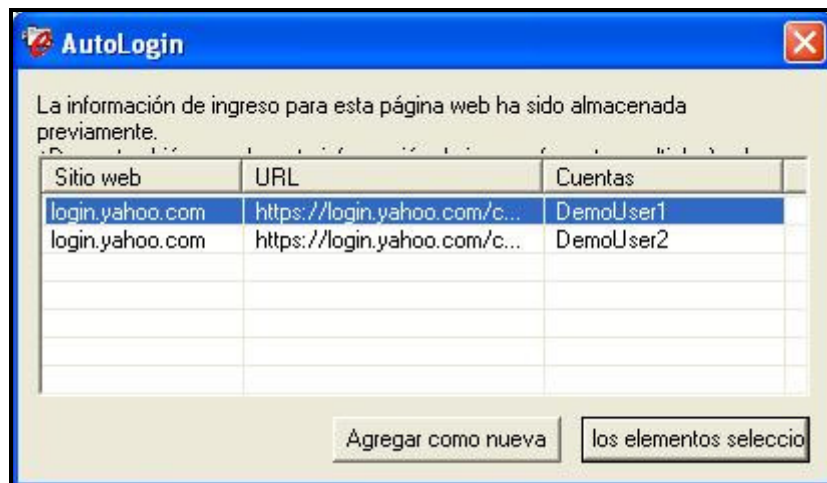 AutoLogin
La información de ingreso para esta página web ha sido almacenada
previamente.
Sitio web URL Cuentas
login.yahoo.com https://login.yahoo.com/c... DemoUser1
login.yahoo.com https://login.yahoo.com/c... DemoUser2
Agregar como nueva los elementos seleccio